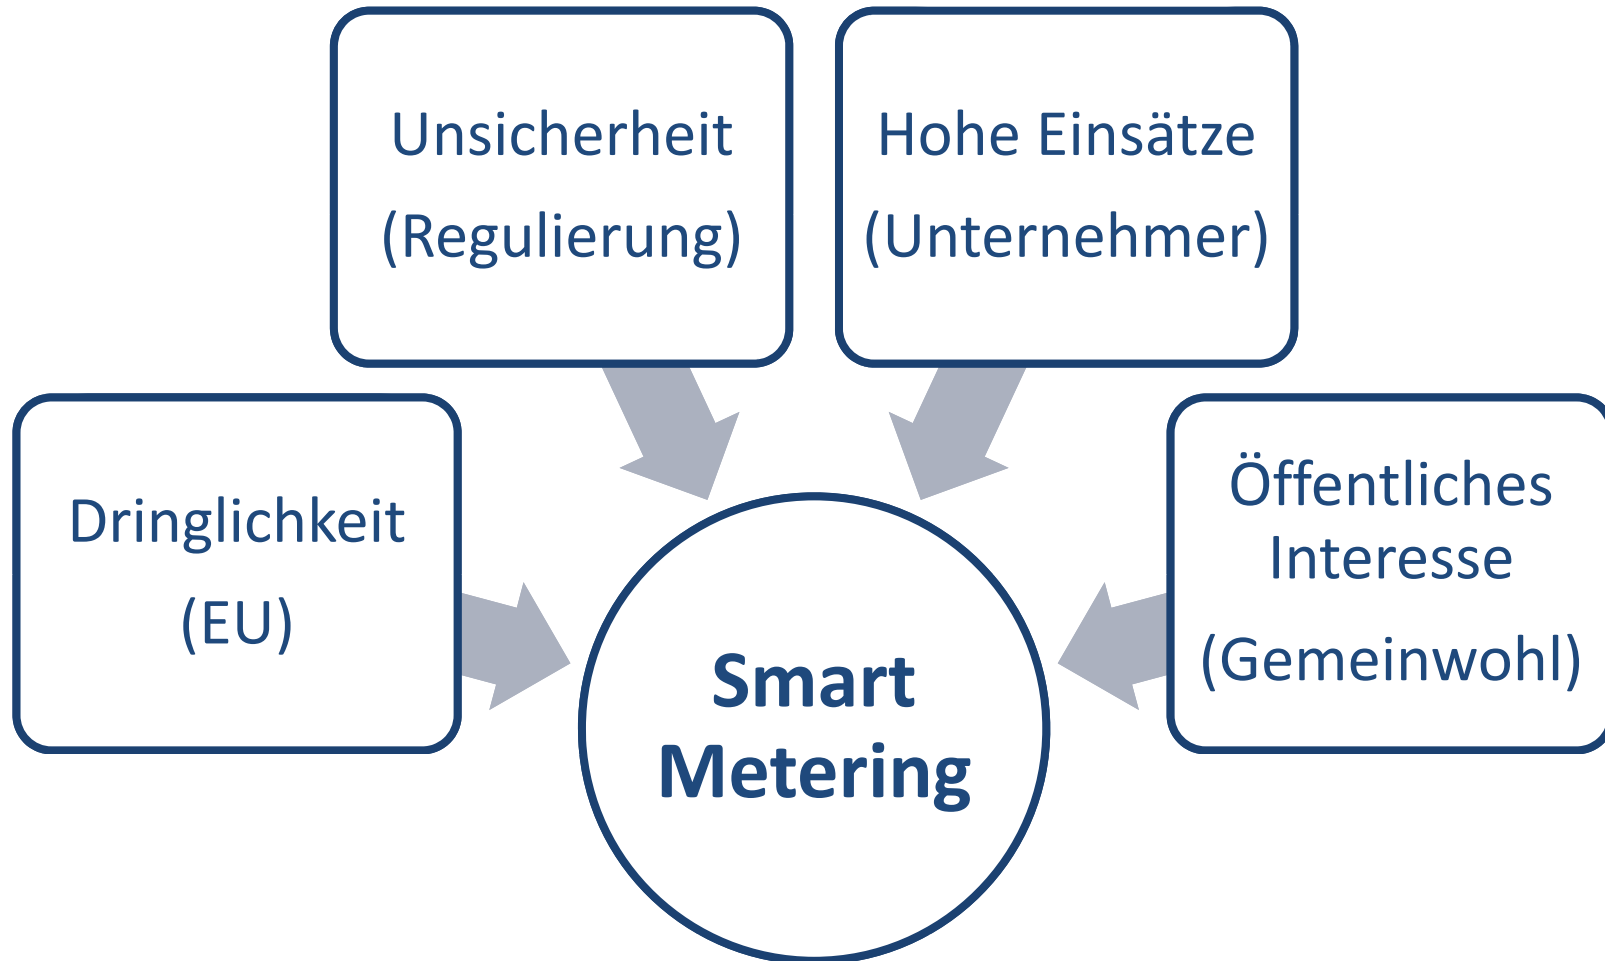 Unsicherheit
(Regulierung)
Hohe Einsätze
(Unternehmer)
Dringlichkeit
(EU)
Öffentliches
Interesse
(Gemeinwohl)
Smart
Metering